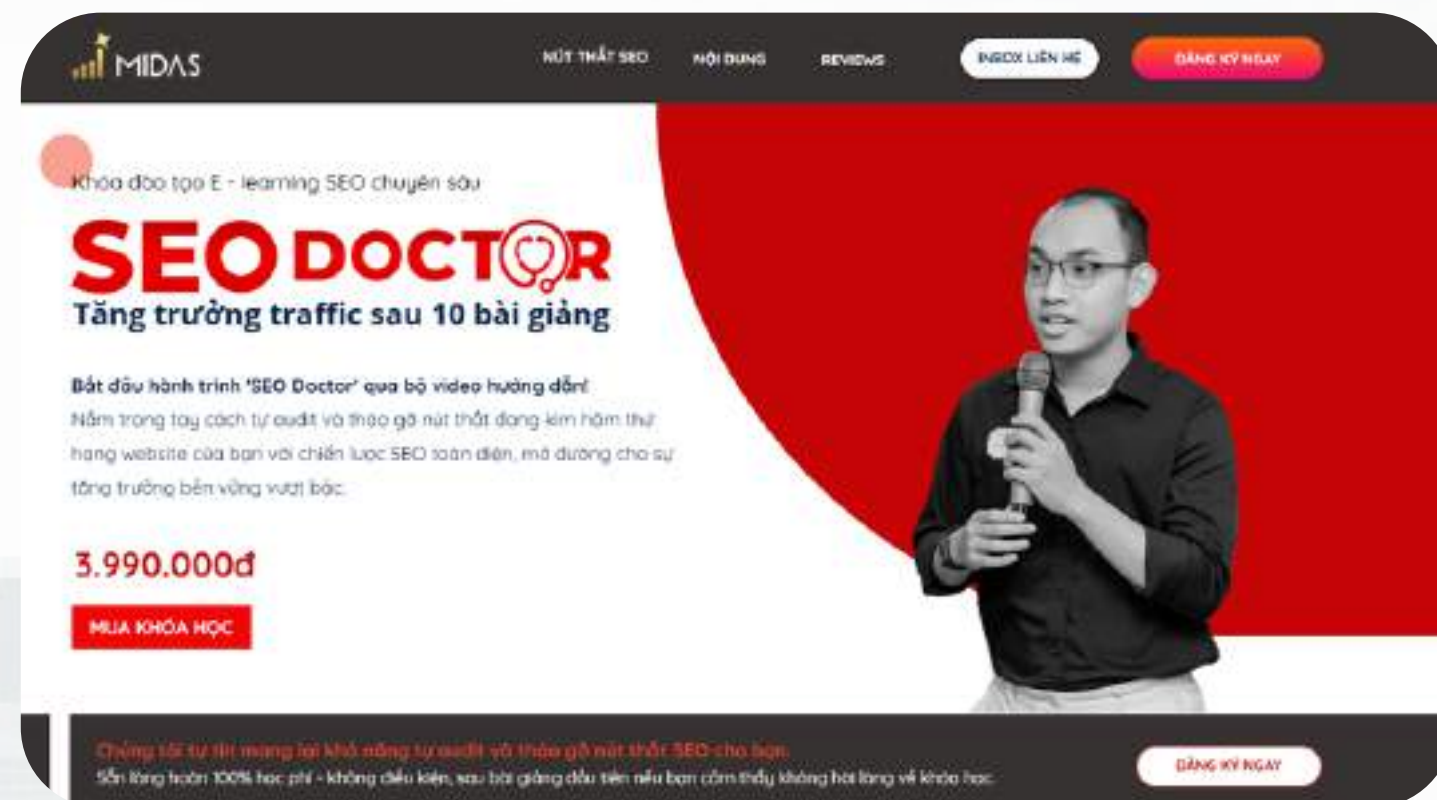 MIDAS
NÚT THẮT SEO
NỘI DUNG
REVIEWS
INBOX LIÊN HỆ
ĐĂNG KÝ NGAY
Khóa đào tạo E - learning SEO chuyên sâu
SEO DOCTOR
Tăng trưởng traffic sau 10 bài giảng
Bắt đầu hành trình 'SEO Doctor' qua bộ video hướng dẫn!
Nắm trong tay cách tự audit và tháo gỡ nút thắt đang kìm hãm thứ
hạng website của bạn với chiến lược SEO toàn diện, mở đường cho sự
tăng trưởng bền vững vượt bậc.
3.990.000đ
MUA KHÓA HỌC
Chúng tôi tự tin mang lại khả năng tự audit và tháo gỡ nút thắt SEO cho bạn.
Sẵn lòng hoàn 100% học phí - không điều kiện, sau bài giảng đầu tiên nếu bạn cảm thấy không hài lòng về khóa học.
ĐĂNG KÝ NGAY